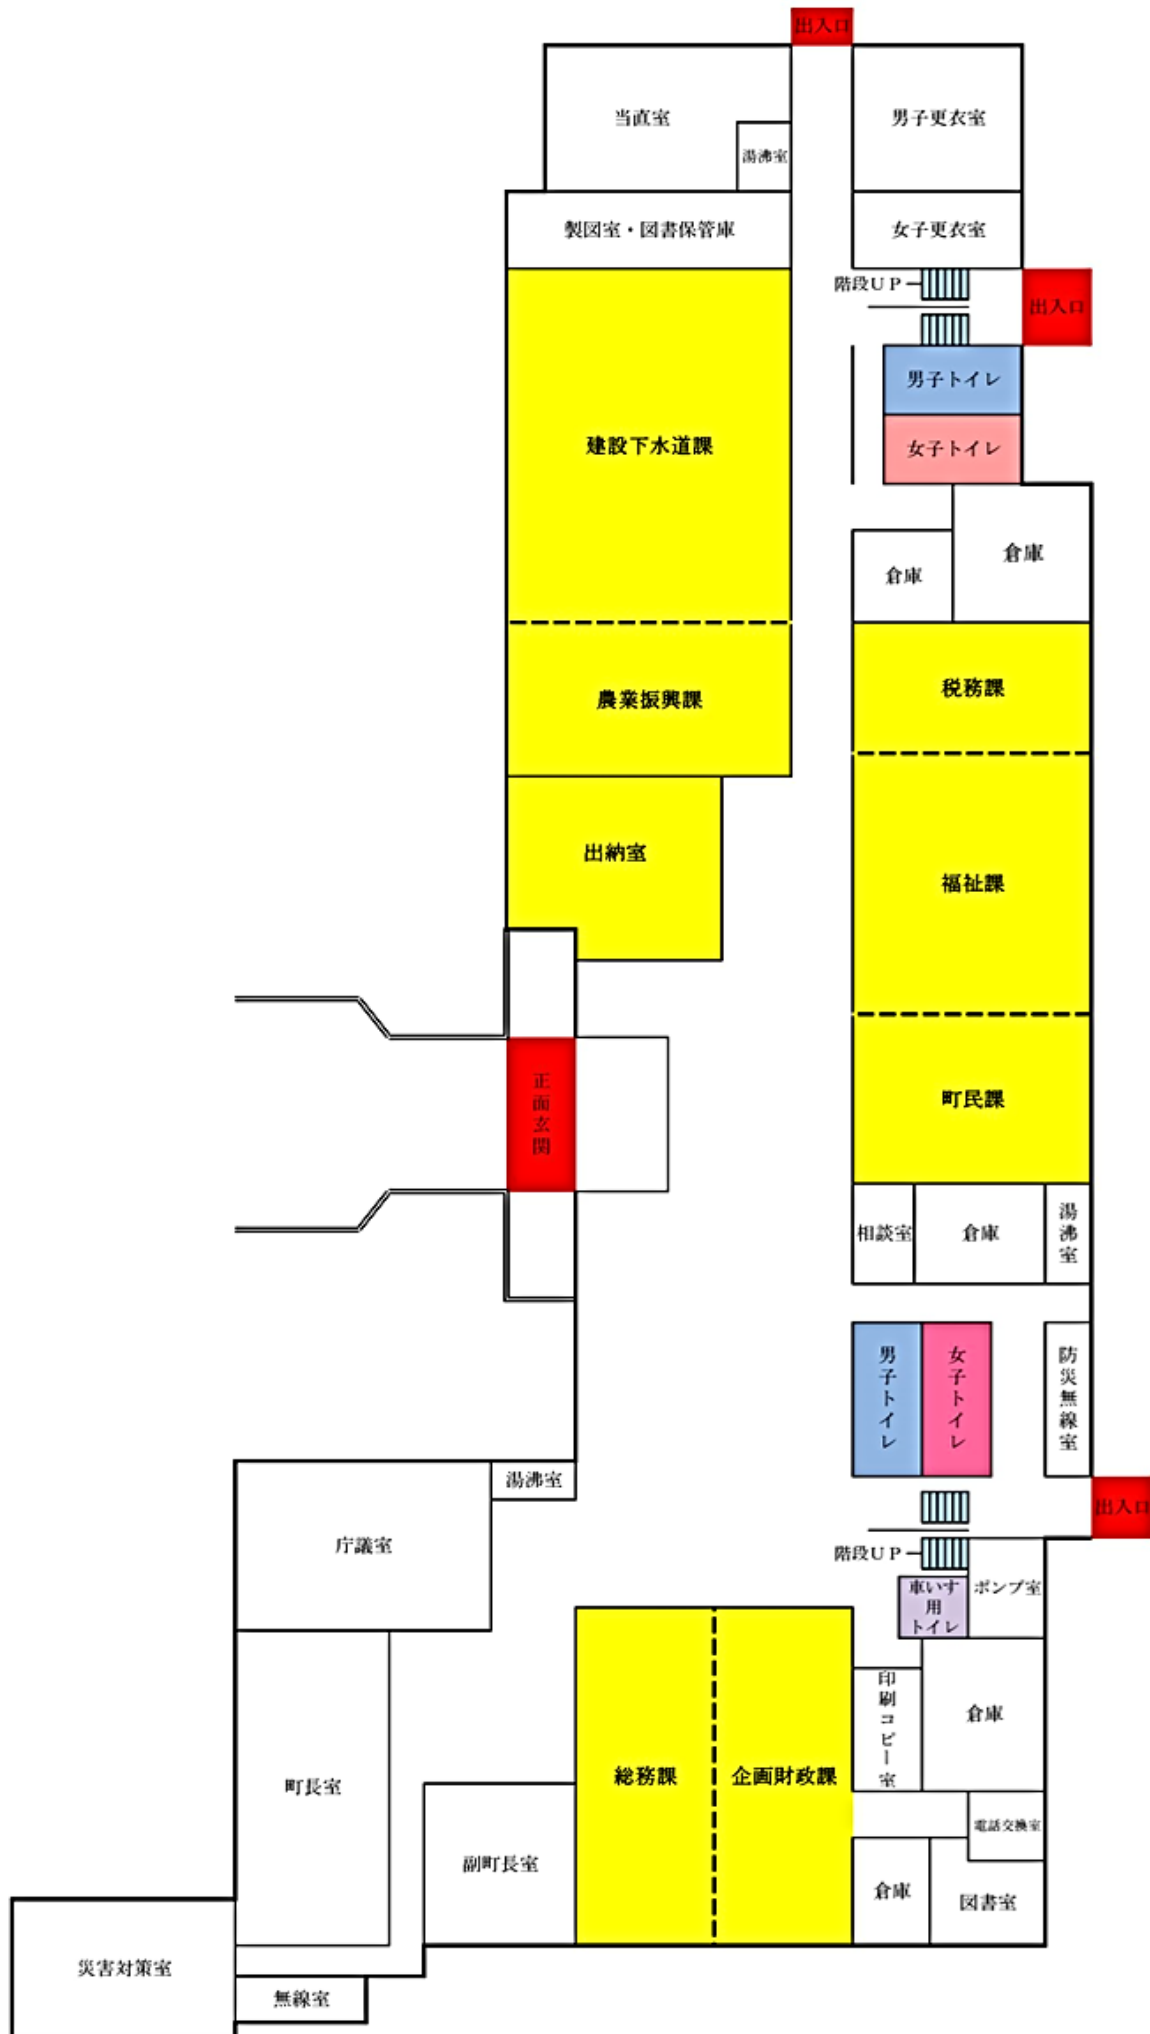 出入口
当直室
男子更衣室
湯沸室
製図室・図書保管庫
女子更衣室
階段ＵＰ
出入口
男子トイレ
建設下水道課
女子トイレ
倉庫
倉庫
税務課
農業振興課
出納室
福祉課
正面玄関
町民課
相談室
倉庫
湯沸室
男子トイレ
女子トイレ
防災無線室
湯沸室
出入口
庁議室
階段ＵＰ
車いす
用
トイレ
ポンプ室
印刷コピー室
倉庫
総務課
企画財政課
町長室
電話交換室
副町長室
倉庫
図書室
災害対策室
無線室